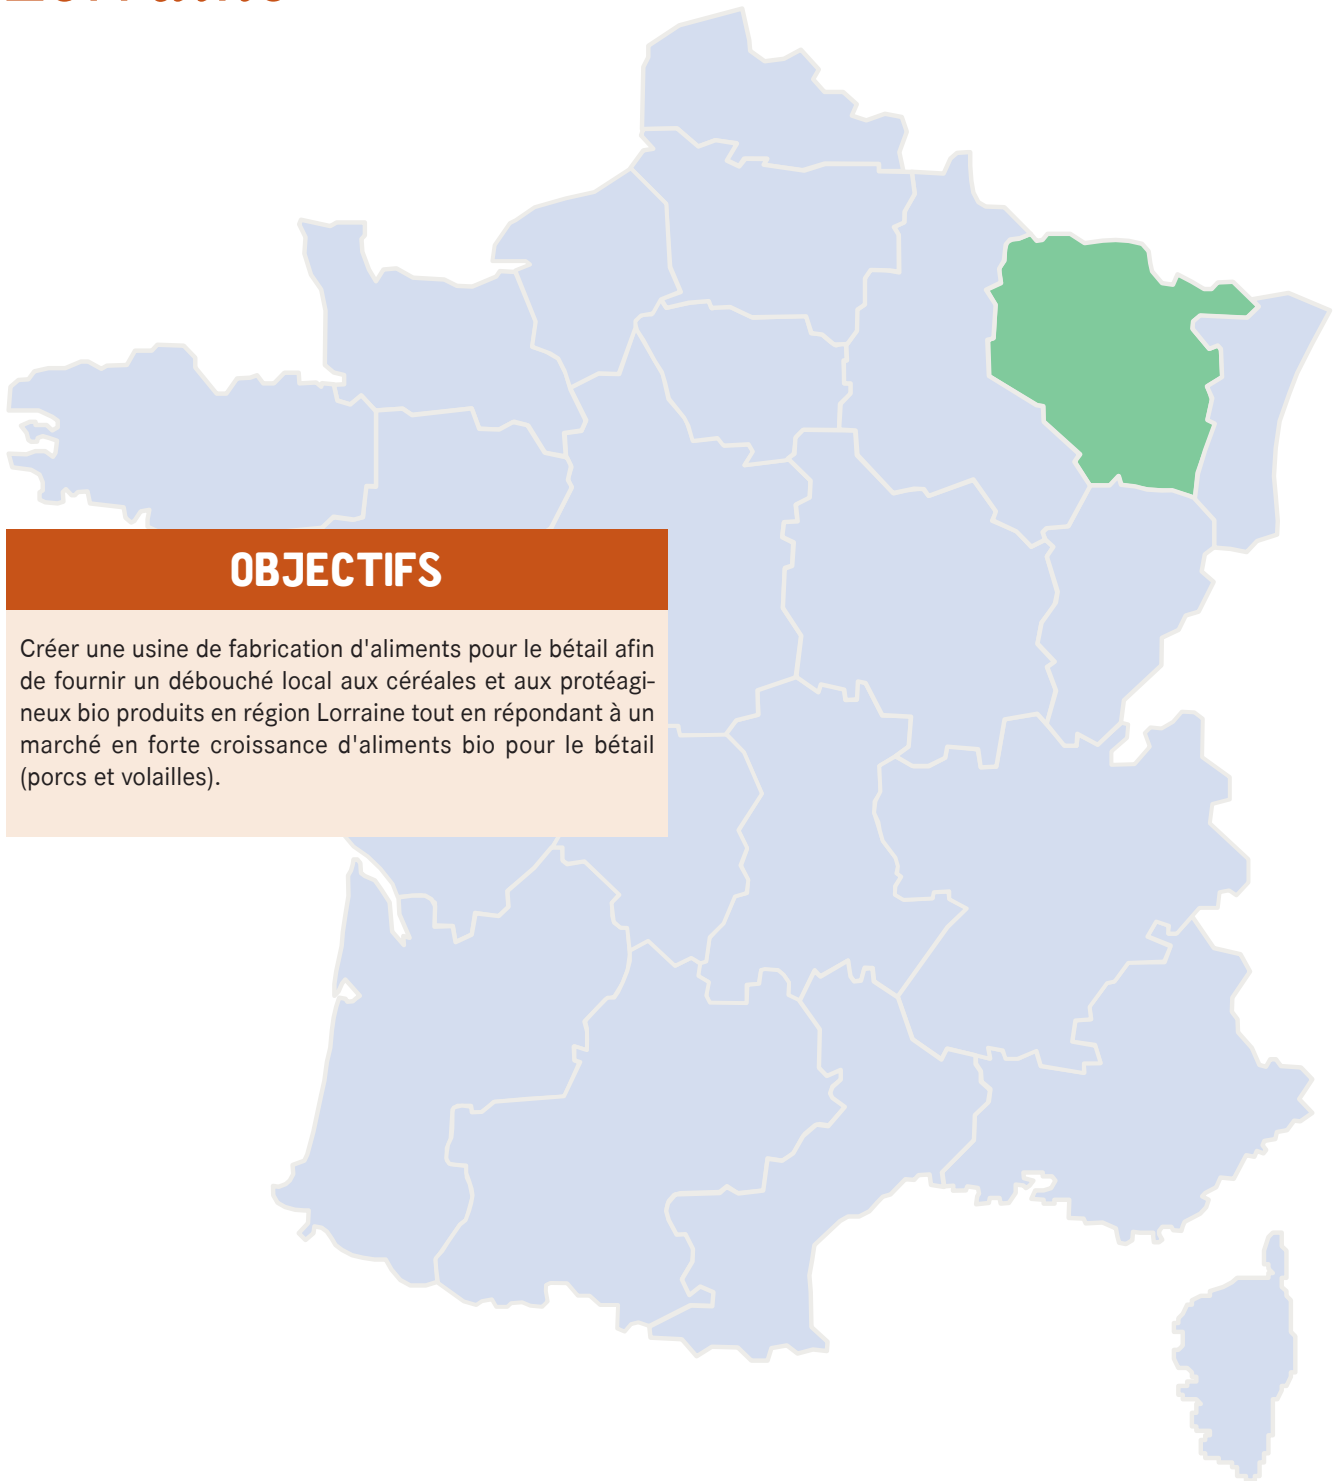 Lorraine
OBJECTIFS
Créer une usine de fabrication d'aliments pour le bétail afin
de fournir un débouché local aux céréales et aux protéagi-
neux bio produits en région Lorraine tout en répondant à un
marché en forte croissance d'aliments bio pour le bétail
(porcs et volailles).